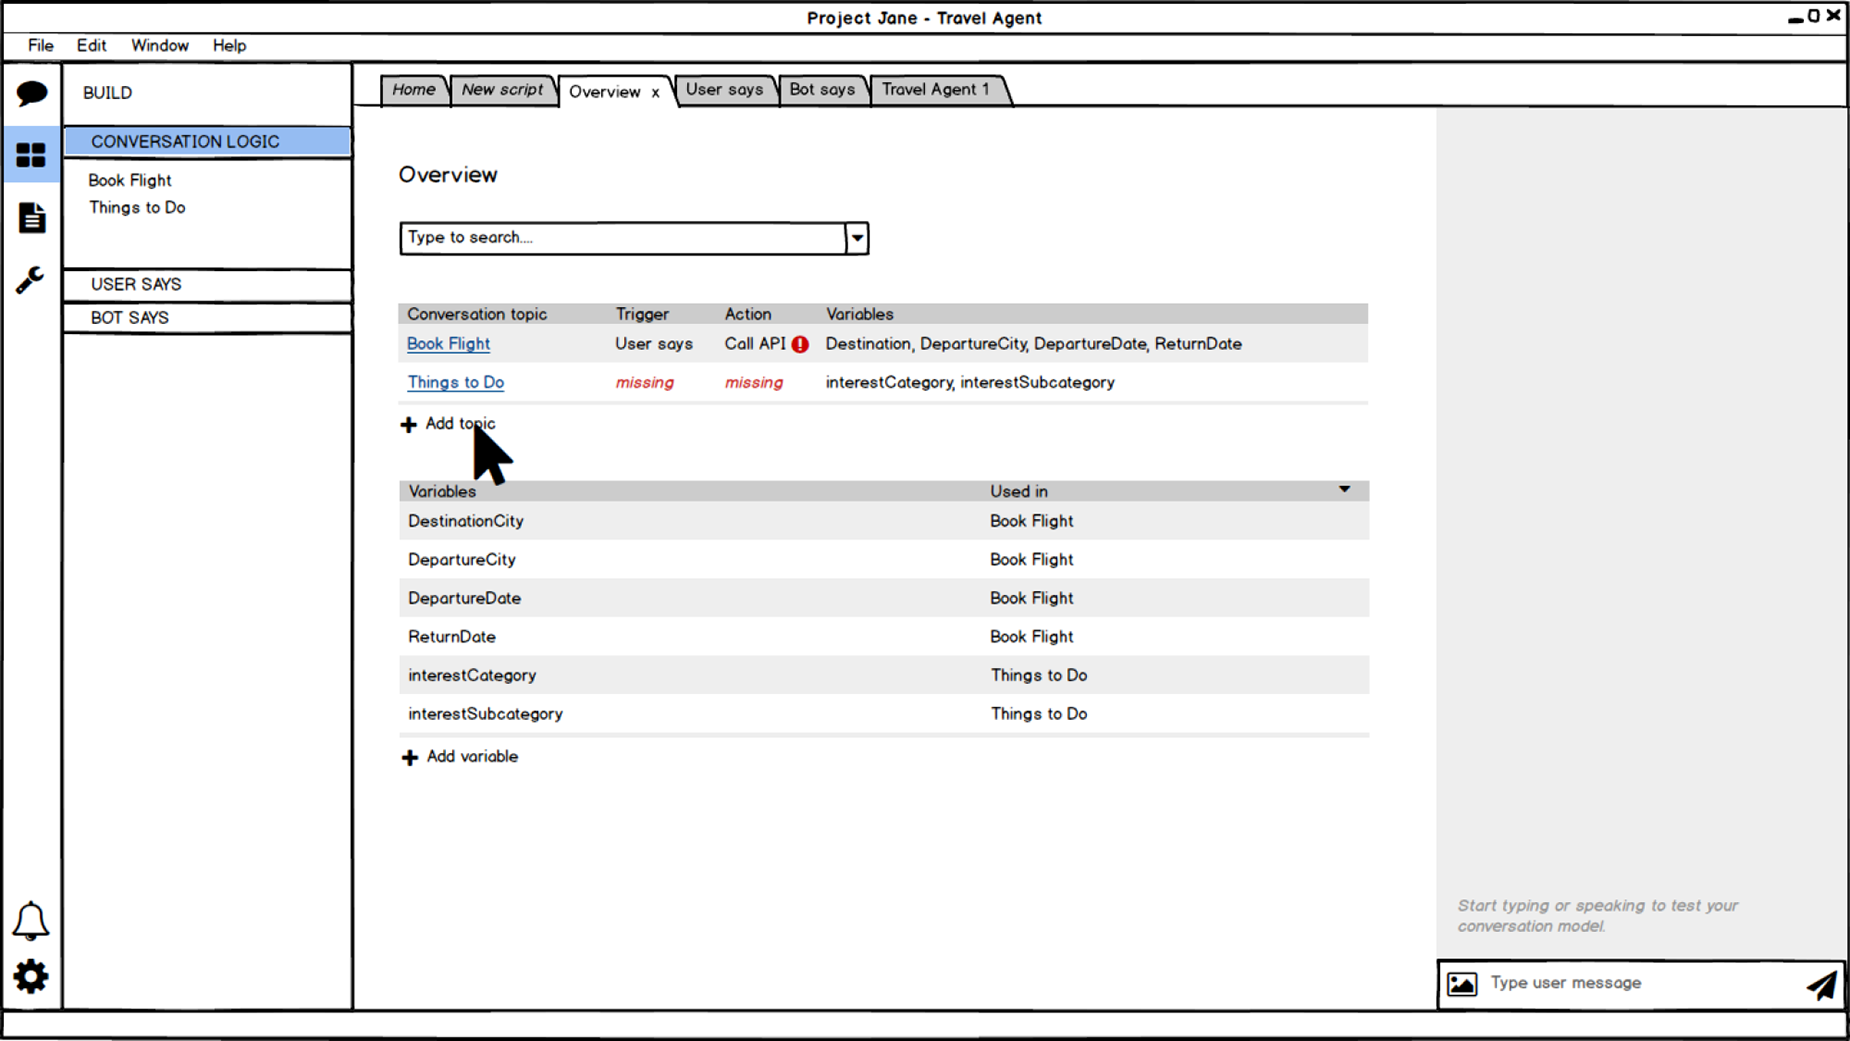 Project Jane - Travel Agent
File Edit Window Help
BUILD
CONVERSATION LOGIC
Book Flight
Things to Do
USER SAYS
BOT SAYS
Home New script Overview x User says Bot says Travel Agent 1
Overview
Type to search....
Conversation topic Trigger Action Variables
Book Flight User says Call API ! Destination, DepartureCity, DepartureDate, ReturnDate
Things to Do missing missing interestCategory, interestSubcategory
+ Add topic
Variables Used in
DestinationCity Book Flight
DepartureCity Book Flight
DepartureDate Book Flight
ReturnDate Book Flight
interestCategory Things to Do
interestSubcategory Things to Do
+ Add variable
Start typing or speaking to test your
conversation model.
Type user message